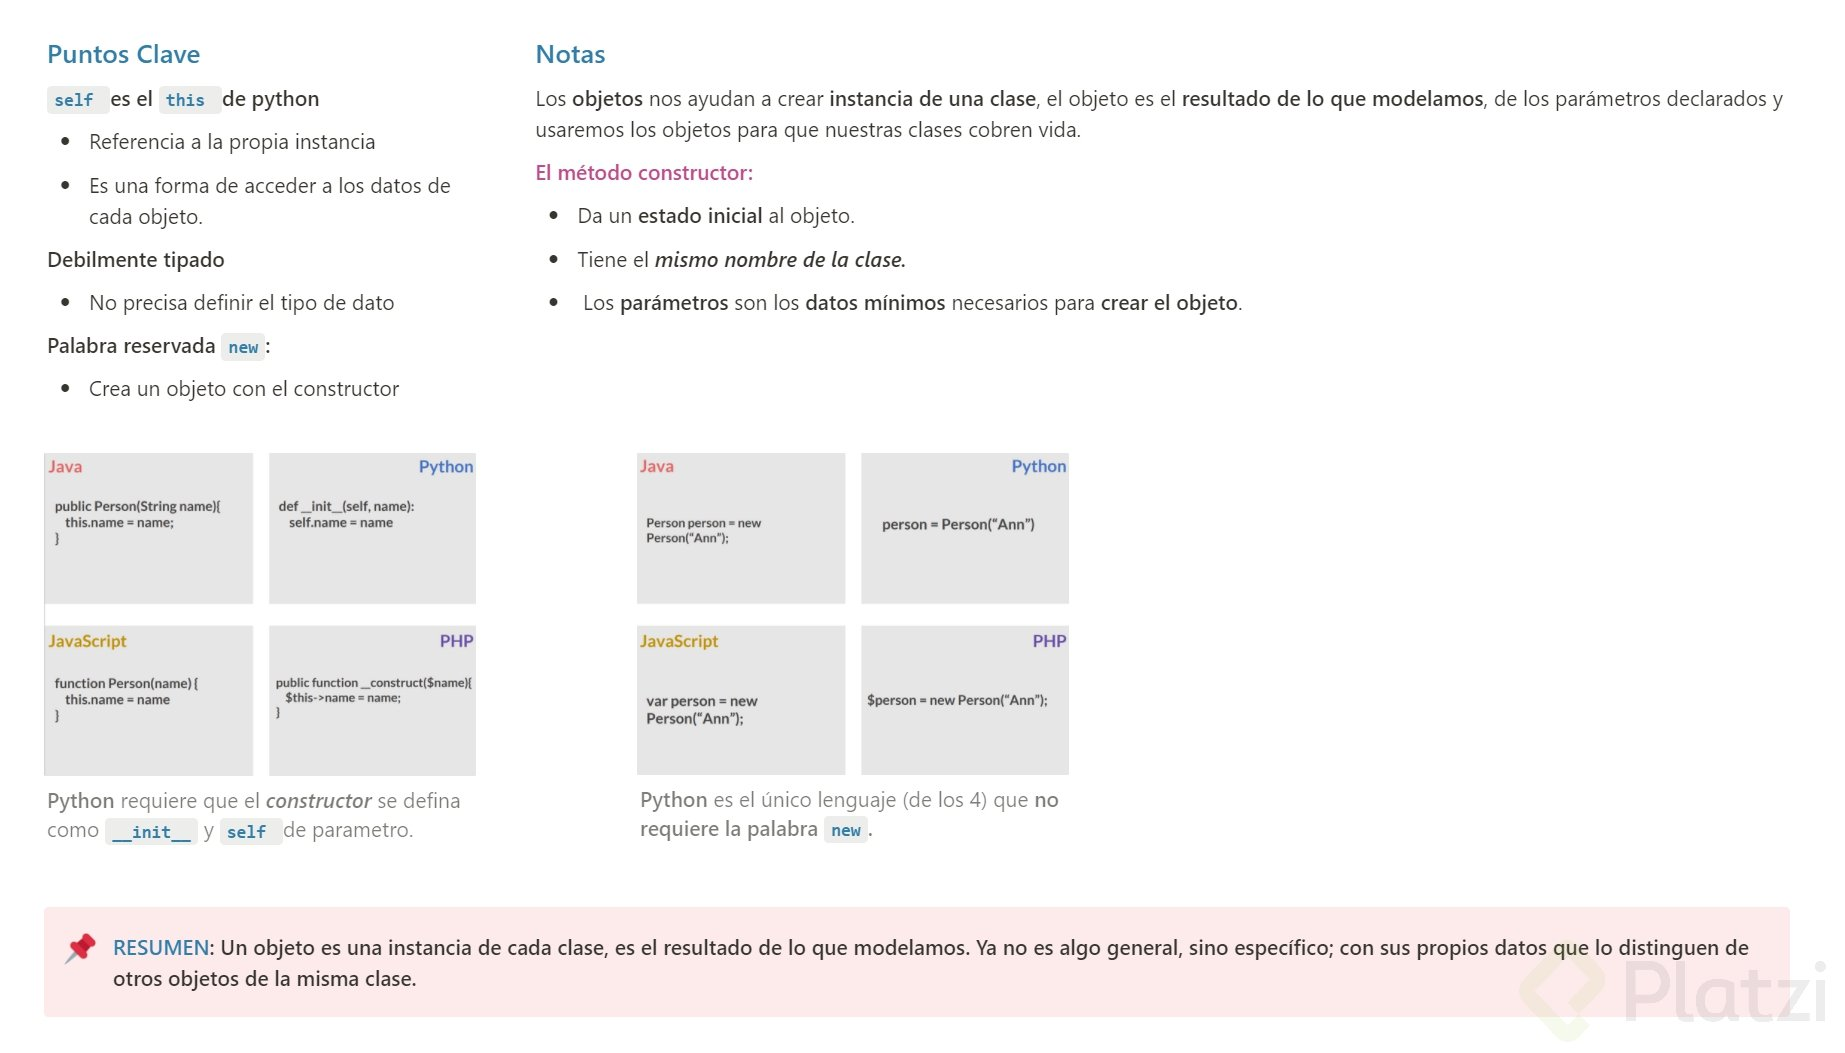 Puntos Clave
self es el this de python
• Referencia a la propia instancia
• Es una forma de acceder a los datos de
cada objeto.
Debilmente tipado
• No precisa definir el tipo de dato
Palabra reservada new :
• Crea un objeto con el constructor
Notas
Los objetos nos ayudan a crear instancia de una clase, el objeto es el resultado de lo que modelamos, de los parámetros declarados y
usaremos los objetos para que nuestras clases cobren vida.
El método constructor:
• Da un estado inicial al objeto.
• Tiene el mismo nombre de la clase.
• Los parámetros son los datos mínimos necesarios para crear el objeto.
Java
public Person(String name){
this.name = name;
}
Python
def __init__(self, name):
self.name = name
JavaScript
function Person(name) {
this.name = name
}
PHP
public function __construct($name){
$this->name = name;
}
Python requiere que el constructor se defina
como __init__ y self de parametro.
Java
Person person = new
Person(“Ann”);
Python
person = Person(“Ann”)
JavaScript
var person = new
Person(“Ann”);
PHP
$person = new Person(“Ann”);
Python es el único lenguaje (de los 4) que no
requiere la palabra new .
RESUMEN: Un objeto es una instancia de cada clase, es el resultado de lo que modelamos. Ya no es algo general, sino específico; con sus propios datos que lo distinguen de
otros objetos de la misma clase.
Platzi